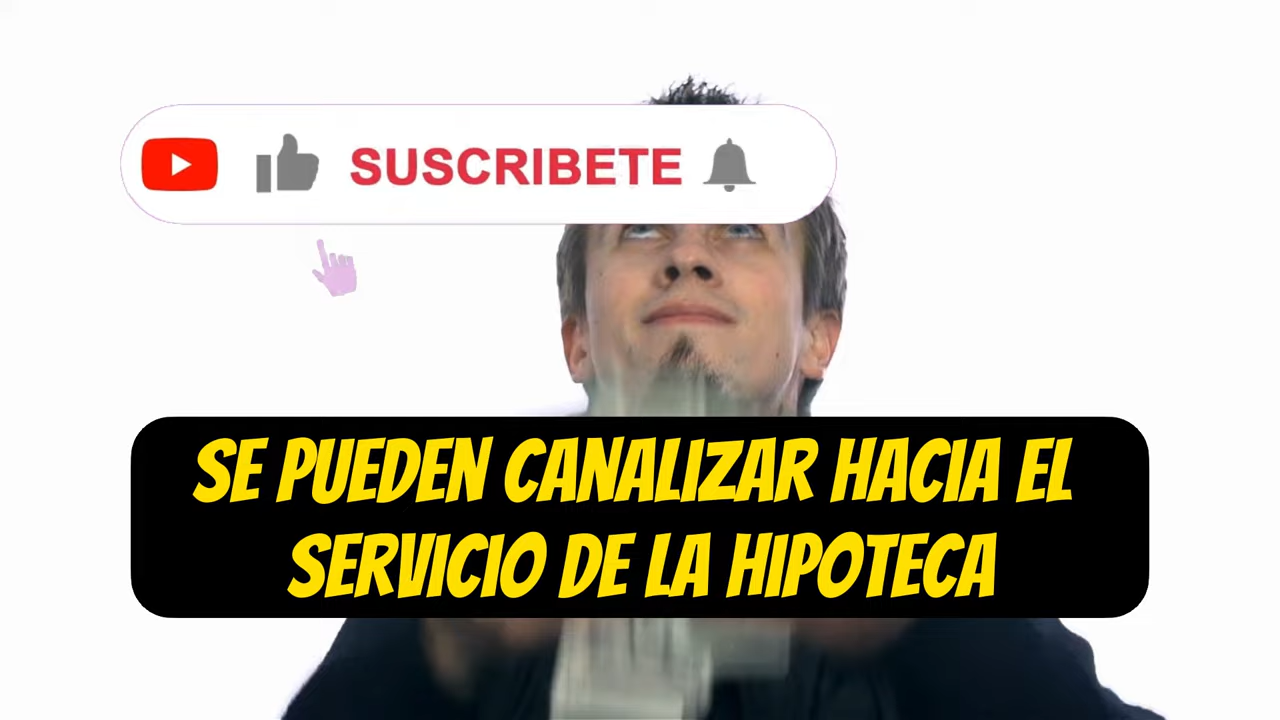 SUSCRIBETE
SE PUEDEN CANALIZAR HACIA EL
SERVICIO DE LA HIPOTECA